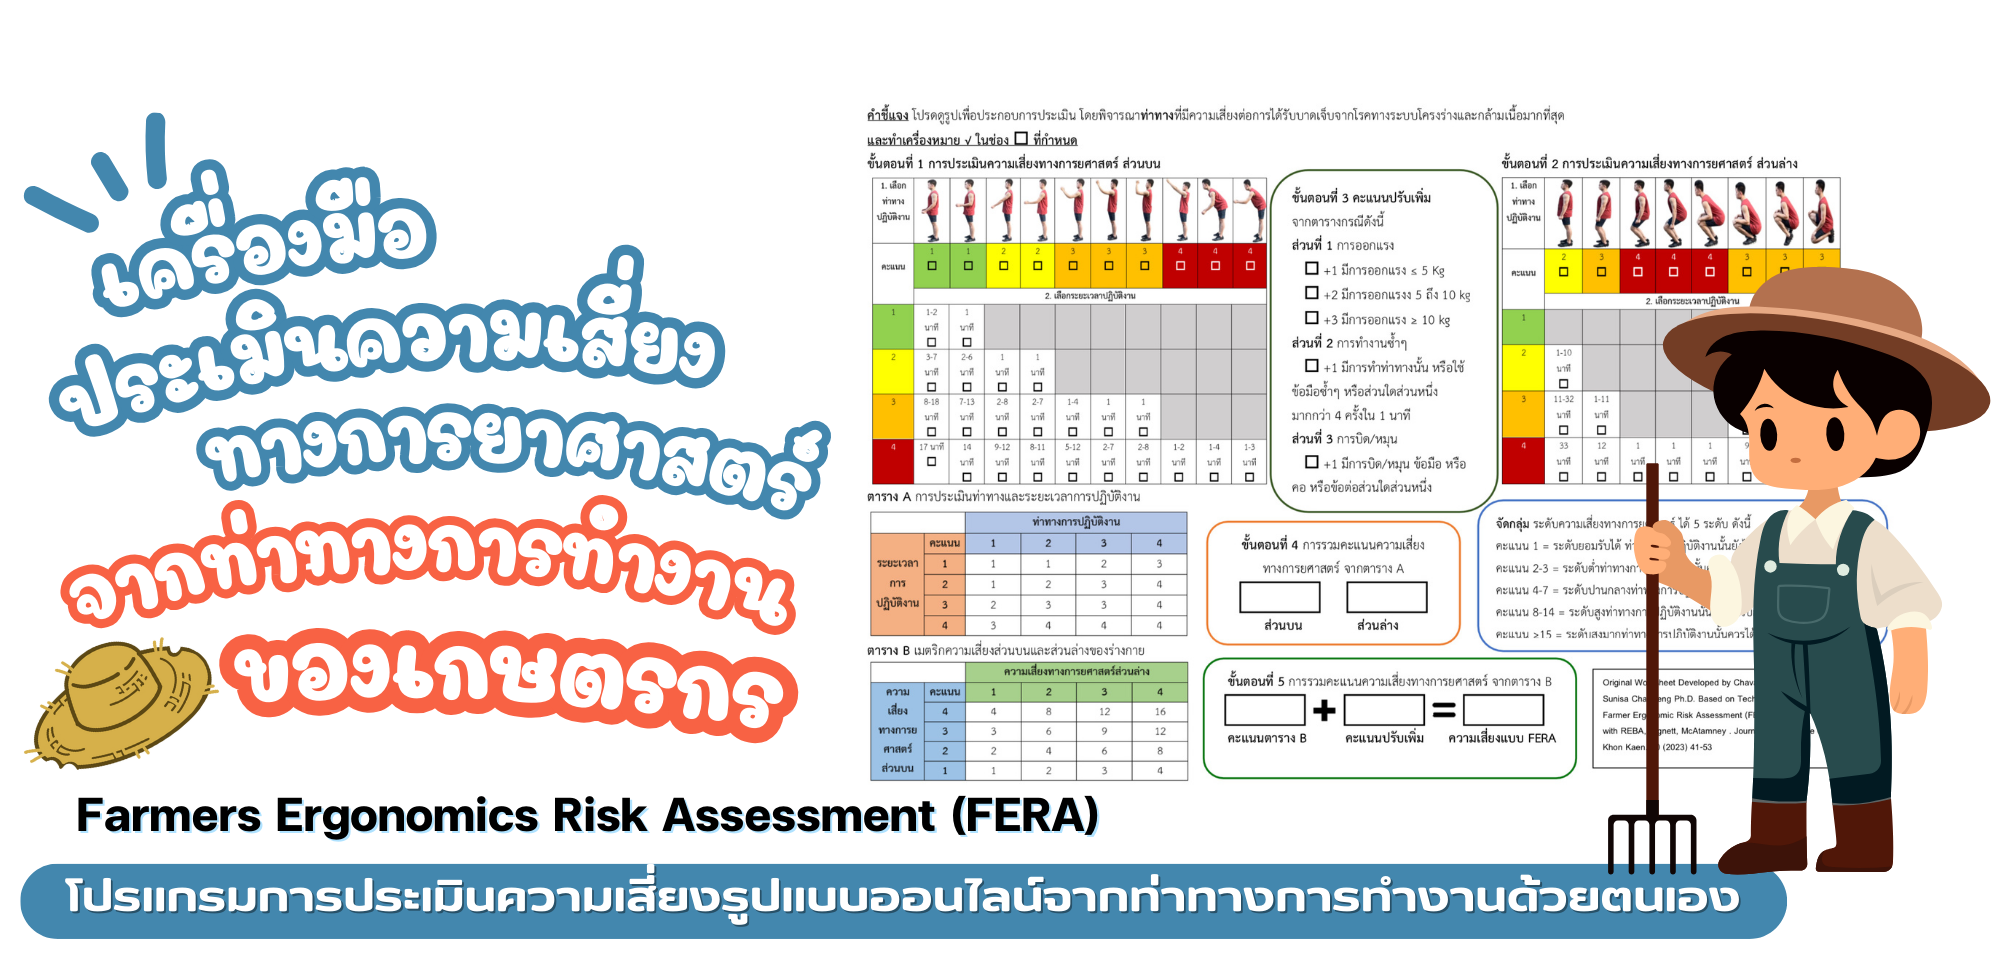 เครื่องมือ
ประเมินความเสี่ยง
ทางการยาศาสตร์
จากท่าทางการทำงาน
ของเกษตรกร
Farmers Ergonomics Risk Assessment (FERA)
โปรแกรมการประเมินความเสี่ยงรูปแบบออนไลน์จากท่าทางการทำงานด้วยตนเอง
คำชี้แจง โปรดดูรูปเพื่อประกอบการประเมิน โดยพิจารณาท่าทางที่มีความเสี่ยงต่อการได้รับบาดเจ็บจากโรคทางระบบโครงร่างและกล้ามเนื้อมากที่สุด
และทำเครื่องหมาย √ ในช่อง ☐ ที่กำหนด
ขั้นตอนที่ 1 การประเมินความเสี่ยงทางการยศาสตร์ ส่วนบน
1. เลือก
ท่าทาง
ปฏิบัติงาน
คะแนน 1 1 2 2 3 3 3 4 4 4
2. เลือกระยะเวลาปฏิบัติงาน
1 1-2 1
นาที นาที
2 3-7 2-6 1 1
นาที นาที นาที นาที
3 8-18 7-13 2-8 2-7 1-4 1 1
นาที นาที นาที นาที นาที นาที นาที
4 17 นาที 14 9-12 8-11 5-12 2-7 2-8 1-2 1-4 1-3
นาที นาที นาที นาที นาที นาที นาที นาที นาที
ตาราง A การประเมินท่าทางและระยะเวลาการปฏิบัติงาน
ท่าทางการปฏิบัติงาน
ระยะเวลา
การ
ปฏิบัติงาน
คะแนน 1 2 3 4
1 1 1 2 3
2 1 2 3 4
3 2 3 3 4
4 3 4 4 4
ตาราง B เมตริกความเสี่ยงส่วนบนและส่วนล่างของร่างกาย
ความเสี่ยงทางการยศาสตร์ส่วนล่าง
ความ
เสี่ยง
ทางการย
ศาสตร์
ส่วนบน
คะแนน 1 2 3 4
4 4 8 12 16
3 3 6 9 12
2 2 4 6 8
1 1 2 3 4
ขั้นตอนที่ 3 คะแนนปรับเพิ่ม
จากตารางกรณีดังนี้
ส่วนที่ 1 การออกแรง
☐ +1 มีการออกแรง ≤ 5 Kg
☐ +2 มีการออกแรงง 5 ถึง 10 kg
☐ +3 มีการออกแรง ≥ 10 kg
ส่วนที่ 2 การทำงานซ้ำๆ
☐ +1 มีการทำท่าทางนั้น หรือใช้
ข้อมือซ้ำๆ หรือส่วนใดส่วนหนึ่ง
มากกว่า 4 ครั้งใน 1 นาที
ส่วนที่ 3 การบิด/หมุน
☐ +1 มีการบิด/หมุน ข้อมือ หรือ
คอ หรือข้อต่อส่วนใดส่วนหนึ่ง
ขั้นตอนที่ 2 การประเมินความเสี่ยงทางการยศาสตร์ ส่วนล่าง
1. เลือก
ท่าทาง
ปฏิบัติงาน
คะแนน 2 3 4 4 4 3 3 3
2. เลือกระยะเวลาปฏิบัติงาน
1
2 1-10
นาที
3 11-32 1-11
นาที นาที
4 33 12 1 1 1 9
นาที นาที นาที นาที นาที
ขั้นตอนที่ 4 การรวมคะแนนความเสี่ยง
ทางการยศาสตร์ จากตาราง A
ส่วนบน ส่วนล่าง
จัดกลุ่ม ระดับความเสี่ยงทางการย ได้ 5 ระดับ ดังนี้
คะแนน 1 = ระดับยอมรับได้
คะแนน 2-3 = ระดับต่ำท่าทางก
คะแนน 4-7 = ระดับปานกลางท่า
คะแนน 8-14 = ระดับสูงท่าทางก
คะแนน ≥15 = ระดับสูงมากท่าทา
ขั้นตอนที่ 5 การรวมคะแนนความเสี่ยงทางการยศาสตร์ จากตาราง B
+ =
คะแนนตาราง B คะแนนปรับเพิ่ม ความเสี่ยงแบบ FERA
Original Wo heet Developed by Chav
Sunisa Cha eng Ph.D. Based on Tech
Farmer Erg omic Risk Assessment (F
with REBA, gnett, McAtamney . Journ
Khon Kaen. (2023) 41-53